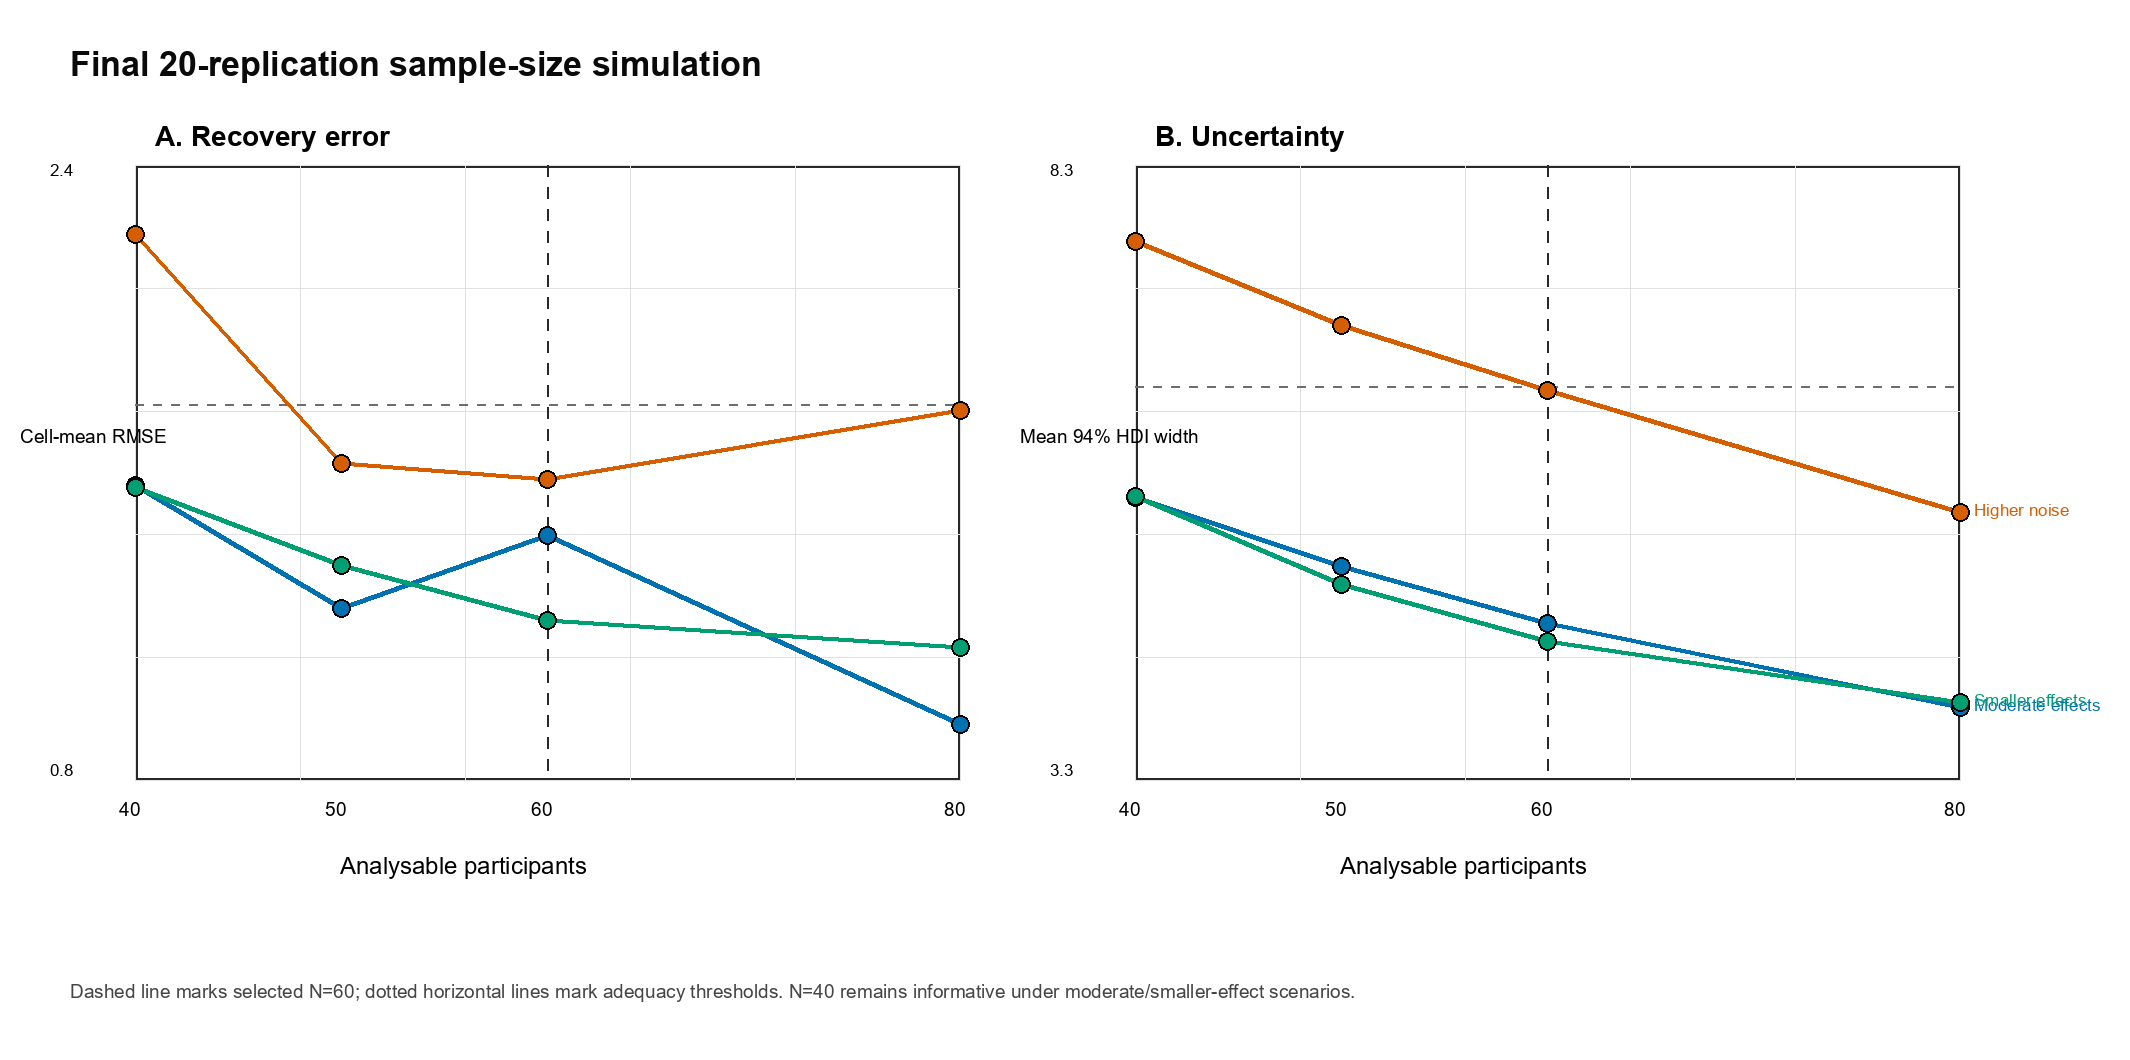 Final 20-replication sample-size simulation
A. Recovery error
2.4
Cell-mean RMSE
0.8
40 50 60 80
Analysable participants
B. Uncertainty
8.3
Mean 94% HDI width
3.3
40 50 60 80
Analysable participants
Higher noise
Smaller effects
Moderate effects
Dashed line marks selected N=60; dotted horizontal lines mark adequacy thresholds. N=40 remains informative under moderate/smaller-effect scenarios.